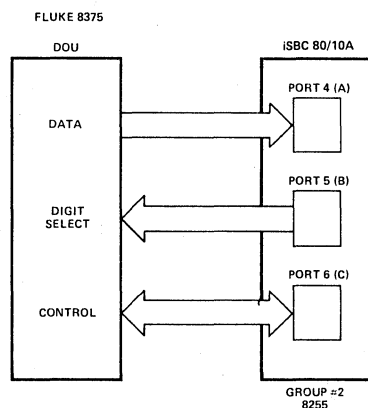 FLUKE 8375
DOU
iSBC 80/10A
PORT 4 (A)
DATA
PORT 5 (B)
DIGIT
SELECT
PORT 6 (C)
CONTROL
GROUP #2
8255